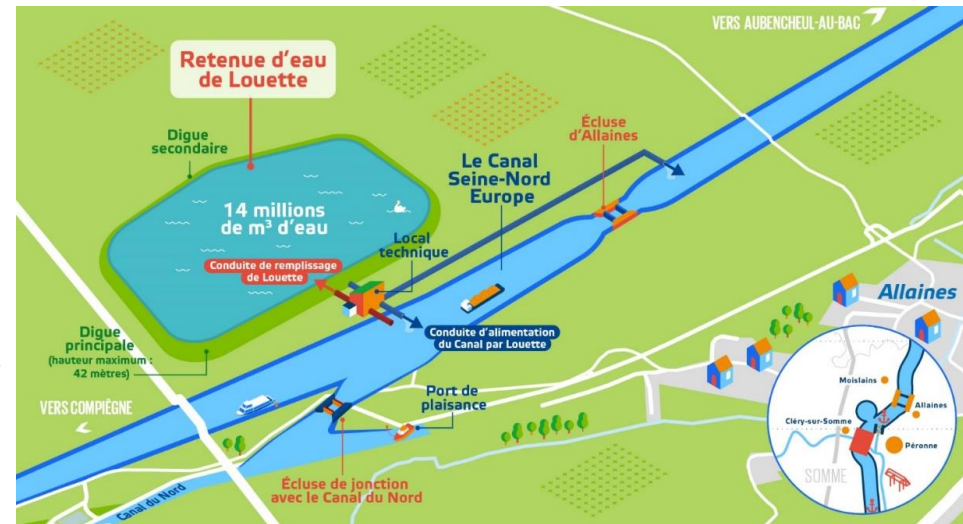 VERS AUBENCHEUL-AU-BAC
Retenue d'eau
de Louette
Digue
secondaire
Écluse
d'Allaines
Le Canal
Seine-Nord
Europe
14 millions
de m³ d'eau
Local
technique
Conduite de remplissage
de Louette
Allaines
Conduite d'alimentation
du Canal par Louette
Digue
principale
(hauteur maximum :
42 mètres)
VERS COMPIÈGNE
Port de
plaisance
Écluse de jonction
avec le Canal du Nord
Canal du Nord
Moislains
Allaines
Cléry-sur-Somme
Péronne
SOMME